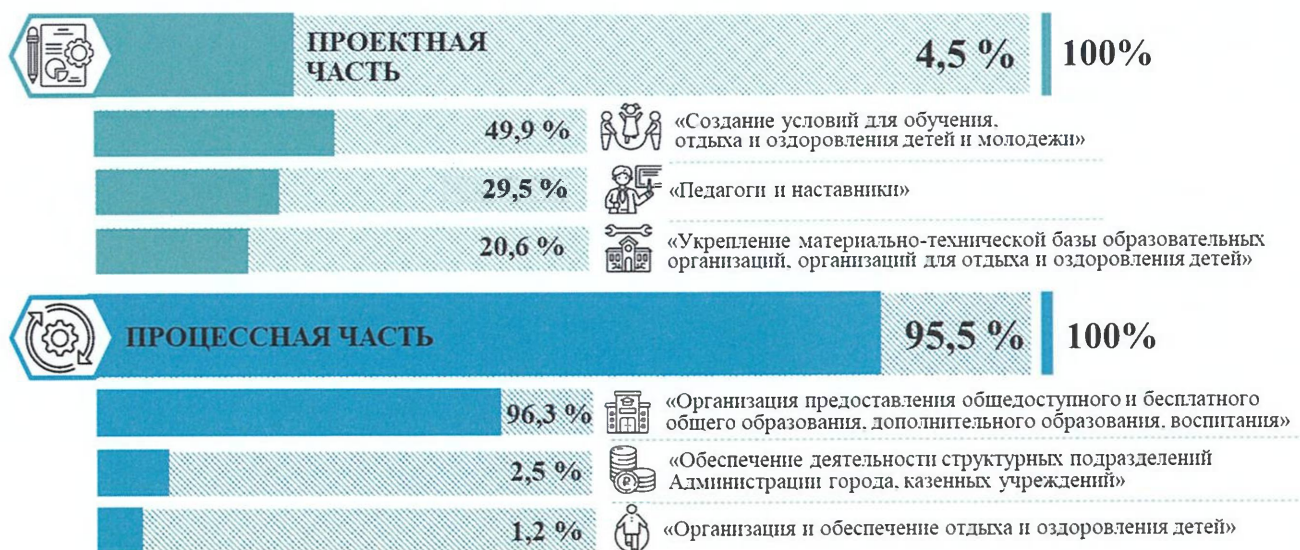 ПРОЕКТНАЯ
ЧАСТЬ
4,5 %
100%
49,9 %
«Создание условий для обучения,
отдыха и оздоровления детей и молодежи»
29,5 %
«Педагоги и наставники»
20,6 %
«Укрепление материально-технической базы образовательных
организаций, организаций для отдыха и оздоровления детей»
ПРОЦЕССНАЯ ЧАСТЬ
95,5 %
100%
96,3 %
«Организация предоставления общедоступного и бесплатного
общего образования, дополнительного образования, воспитания»
2,5 %
«Обеспечение деятельности структурных подразделений
Администрации города, казенных учреждений»
1,2 %
«Организация и обеспечение отдыха и оздоровления детей»